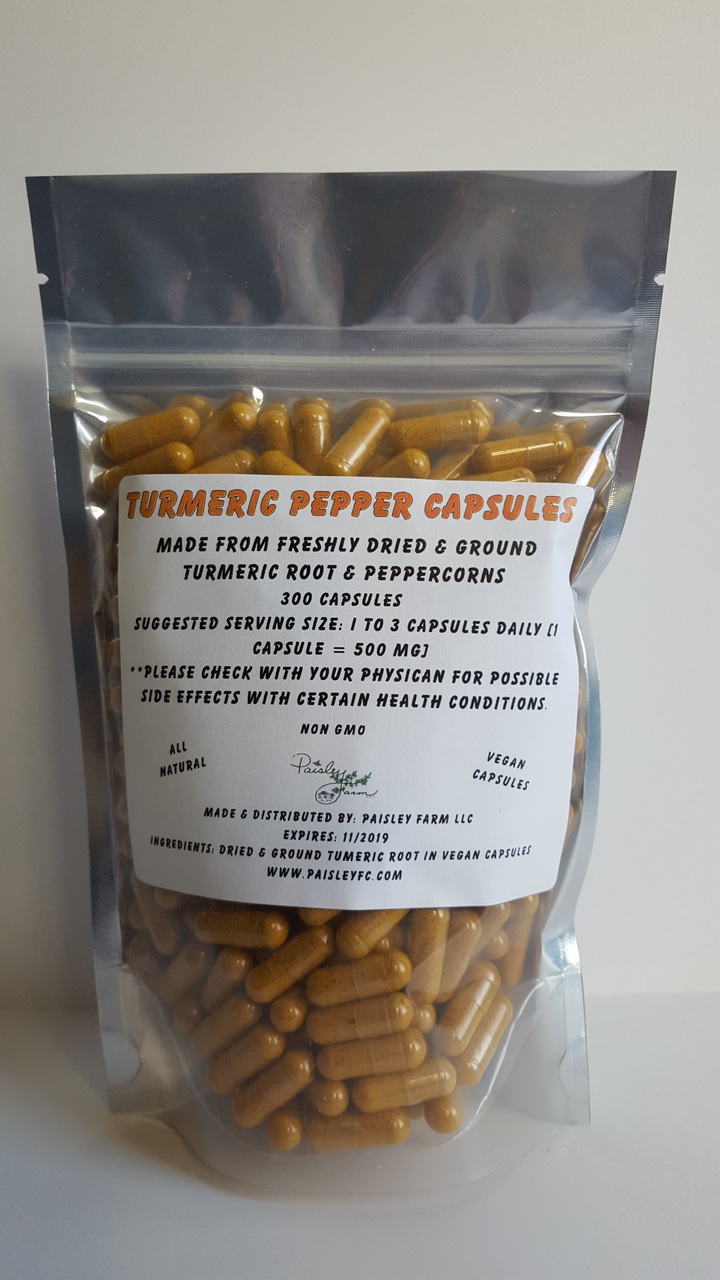 TURMERIC PEPPER CAPSULES
MADE FROM FRESHLY DRIED & GROUND
TURMERIC ROOT & PEPPERCORNS
300 CAPSULES
SUGGESTED SERVING SIZE: 1 TO 3 CAPSULES DAILY [1
CAPSULE = 500 MG]
**PLEASE CHECK WITH YOUR PHYSICAN FOR POSSIBLE
SIDE EFFECTS WITH CERTAIN HEALTH CONDITIONS.
NON GMO
ALL
NATURAL
Paisley
Farm
VEGAN
CAPSULES
MADE & DISTRIBUTED BY: PAISLEY FARM LLC
EXPIRES: 11/2019
INGREDIENTS: DRIED & GROUND TUMERIC ROOT IN VEGAN CAPSULES
WWW.PAISLEYFC.COM